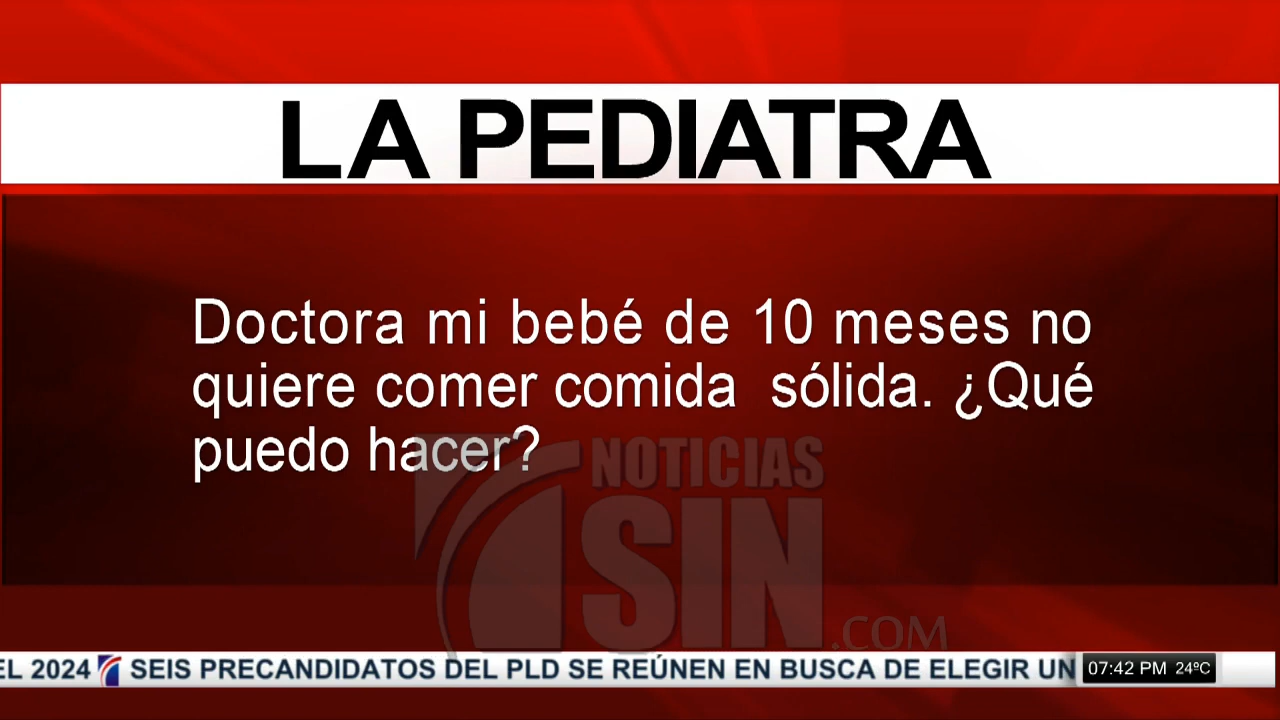 LA PEDIATRA
Doctora mi bebé de 10 meses no
quiere comer comida sólida. ¿Qué
puedo hacer?
NOTICIAS
SIN
.COM
EL 2024 SEIS PRECANDIDATOS DEL PLD SE REÚNEN EN BUSCA DE ELEGIR UN 07:42 PM 24ºC